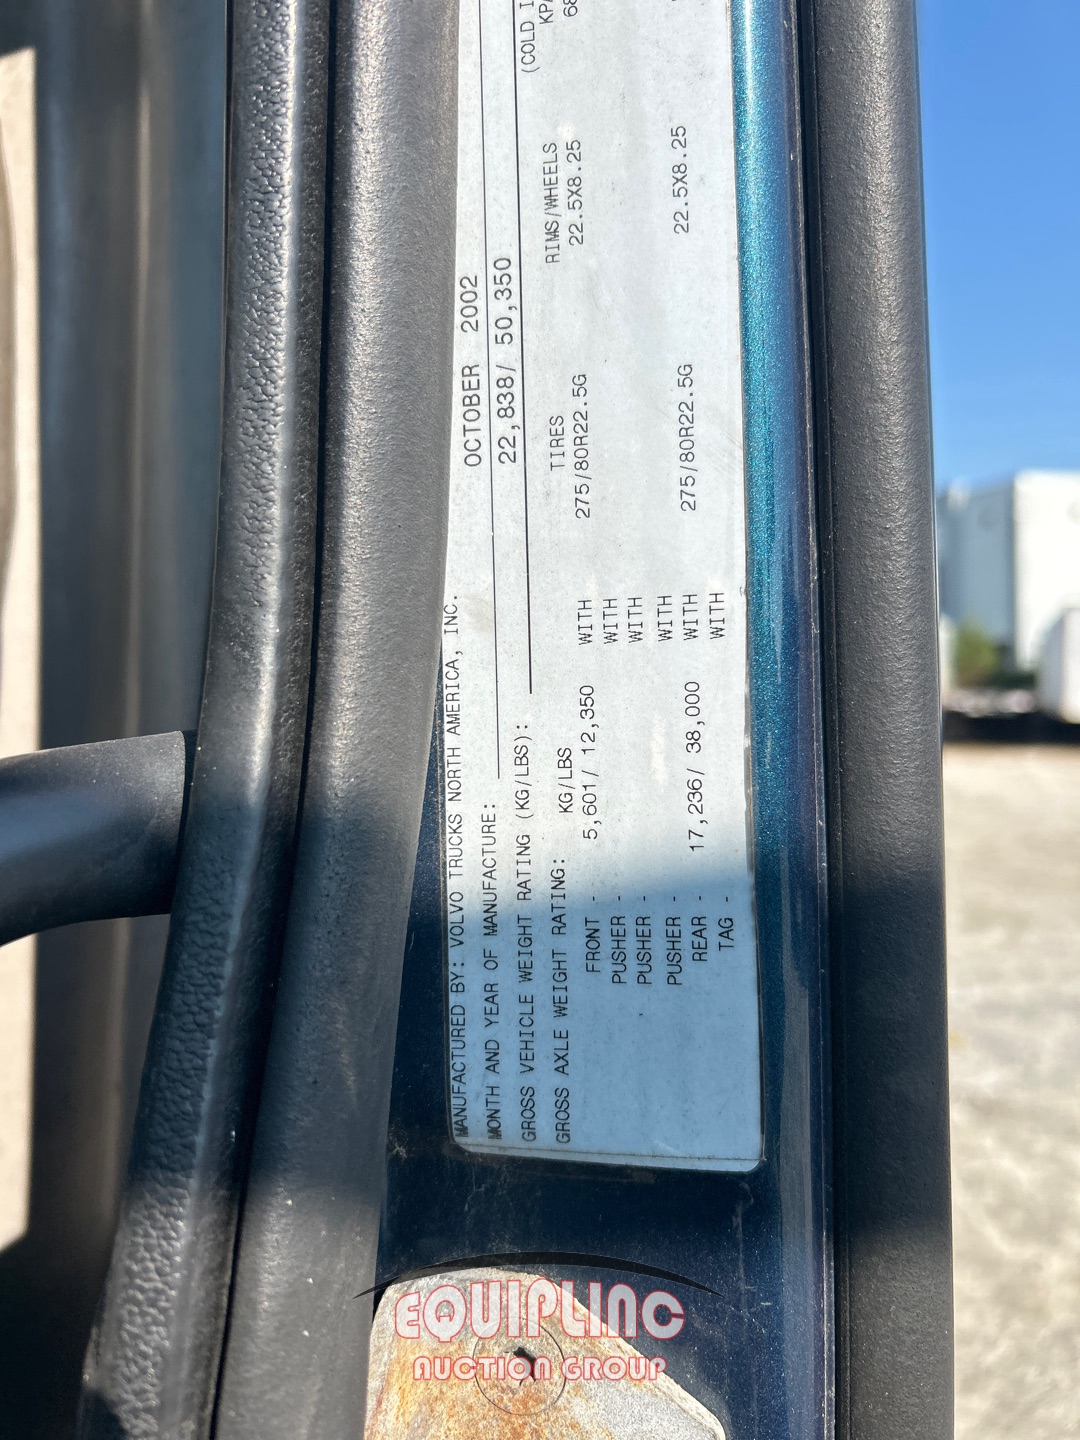 MANUFACTURED BY: VOLVO TRUCKS NORTH AMERICA, INC.
MONTH AND YEAR OF MANUFACTURE: OCTOBER 2002
GROSS VEHICLE WEIGHT RATING (KG/LBS): 22,838/ 50,350
GROSS AXLE WEIGHT RATING: KG/LBS TIRES RIMS/WHEELS (COLD
FRONT - 5,601/ 12,350 WITH 275/80R22.5G 22.5X8.25
PUSHER - WITH
PUSHER - WITH
PUSHER - WITH
REAR - 17,236/ 38,000 WITH 275/80R22.5G 22.5X8.25
TAG - WITH
EQUIPLINC
AUCTION GROUP